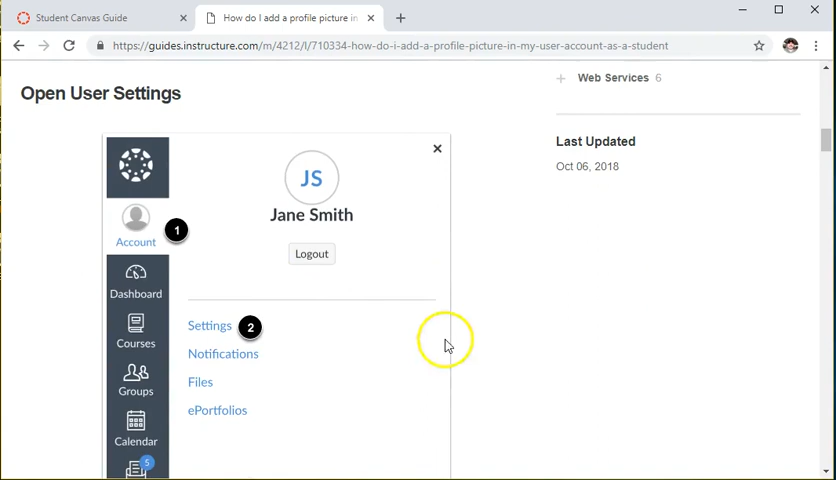 Student Canvas Guide
How do I add a profile picture in
https://guides.instructure.com/m/4212/l/710334-how-do-i-add-a-profile-picture-in-my-user-account-as-a-student
Web Services 6
Open User Settings
Last Updated
Oct 06, 2018
JS
Jane Smith
Logout
Account
1
Dashboard
Courses
Groups
Calendar
5
Settings
2
Notifications
Files
ePortfolios